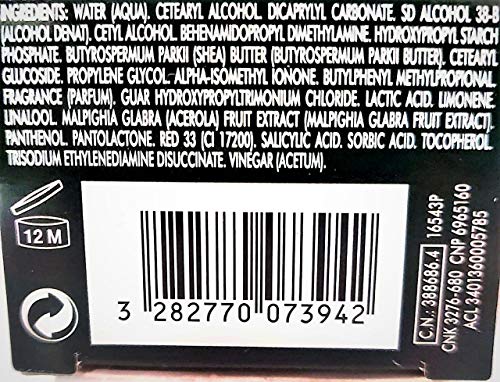 INGREDIENTS: WATER (AQUA). CETEARYL ALCOHOL. DICAPRYLYL CARBONATE. SD ALCOHOL 38-B
(ALCOHOL DENAT). CETYL ALCOHOL. BEHENAMIDOPROPYL DIMETHYLAMINE. HYDROXYPROPYL STARCH
PHOSPHATE. BUTYROSPERMUM PARKII (SHEA) BUTTER (BUTYROSPERMUM PARKII BUTTER). CETEARYL
GLUCOSIDE. PROPYLENE GLYCOL. ALPHA-ISOMETHYL IONONE. BUTYLPHENYL METHYLPROPIONAL.
FRAGRANCE (PARFUM). GUAR HYDROXYPROPYLTRIMONIUM CHLORIDE. LACTIC ACID. LIMONENE.
LINALOOL. MALPIGHIA GLABRA (ACEROLA) FRUIT EXTRACT (MALPIGHIA GLABRA FRUIT EXTRACT).
PANTHENOL. PANTOLACTONE. RED 33 (CI 17200). SALICYLIC ACID. SORBIC ACID. TOCOPHEROL.
TRISODIUM ETHYLENEDIAMINE DISUCCINATE. VINEGAR (ACETUM).
12 M
3 282770 073942
C.N.: 388686.4 16543P
CNK 3276-680 CNP 6965160
ACL 3401360005785